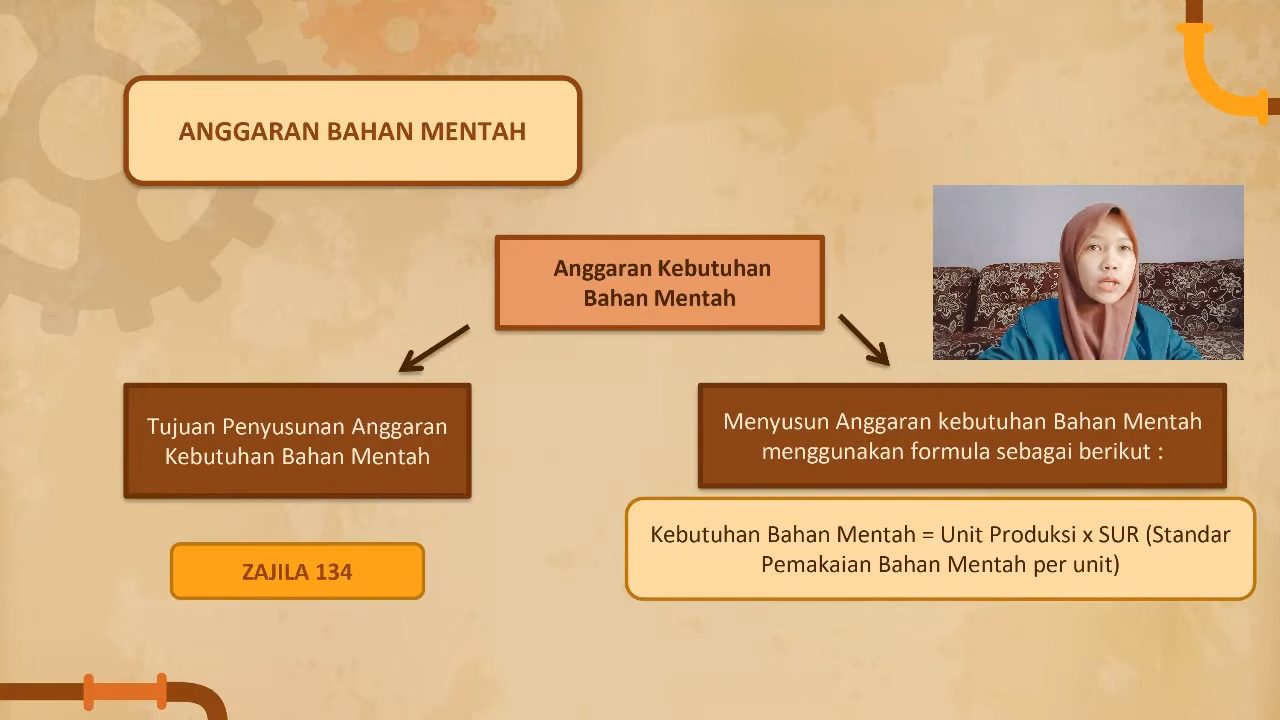 ANGGARAN BAHAN MENTAH
Anggaran Kebutuhan
Bahan Mentah
Tujuan Penyusunan Anggaran
Kebutuhan Bahan Mentah
Menyusun Anggaran kebutuhan Bahan Mentah
menggunakan formula sebagai berikut :
Kebutuhan Bahan Mentah = Unit Produksi x SUR (Standar
Pemakaian Bahan Mentah per unit)
ZAJILA 134